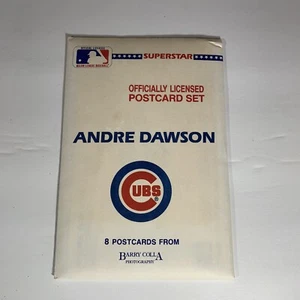 SUPERSTAR
OFFICIALLY LICENSED
POSTCARD SET
ANDRE DAWSON
CUBS
®
8 POSTCARDS FROM
BARRY COLLA
PHOTOGRAPHY